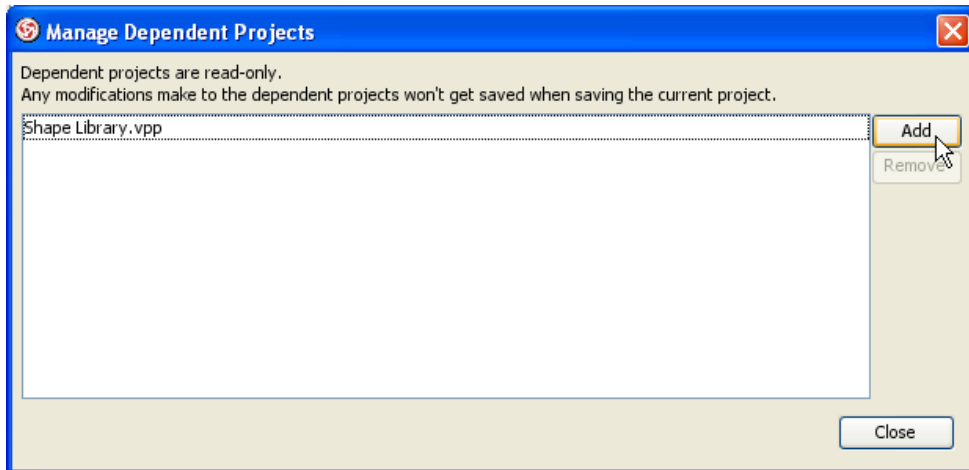 Manage Dependent Projects
Dependent projects are read-only.
Any modifications make to the dependent projects won't get saved when saving the current project.
Shape Library.vpp
Add
Remove
Close